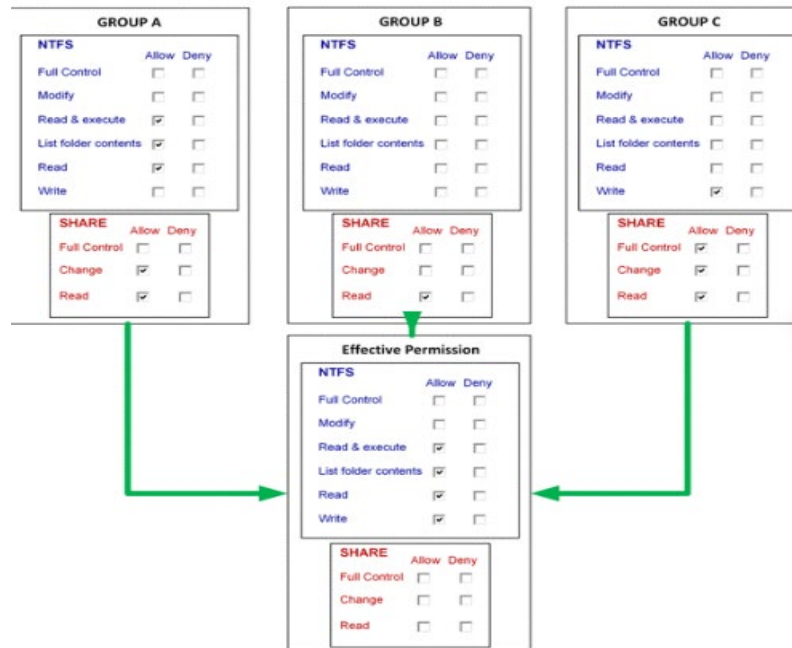 GROUP A
NTFS
Allow Deny
Full Control
Modify
Read & execute
List folder contents
Read
Write
SHARE
Allow Deny
Full Control
Change
Read
GROUP B
NTFS
Allow Deny
Full Control
Modify
Read & execute
List folder contents
Read
Write
SHARE
Allow Deny
Full Control
Change
Read
GROUP C
NTFS
Allow Deny
Full Control
Modify
Read & execute
List folder contents
Read
Write
SHARE
Allow Deny
Full Control
Change
Read
Effective Permission
NTFS
Allow Deny
Full Control
Modify
Read & execute
List folder contents
Read
Write
SHARE
Allow Deny
Full Control
Change
Read